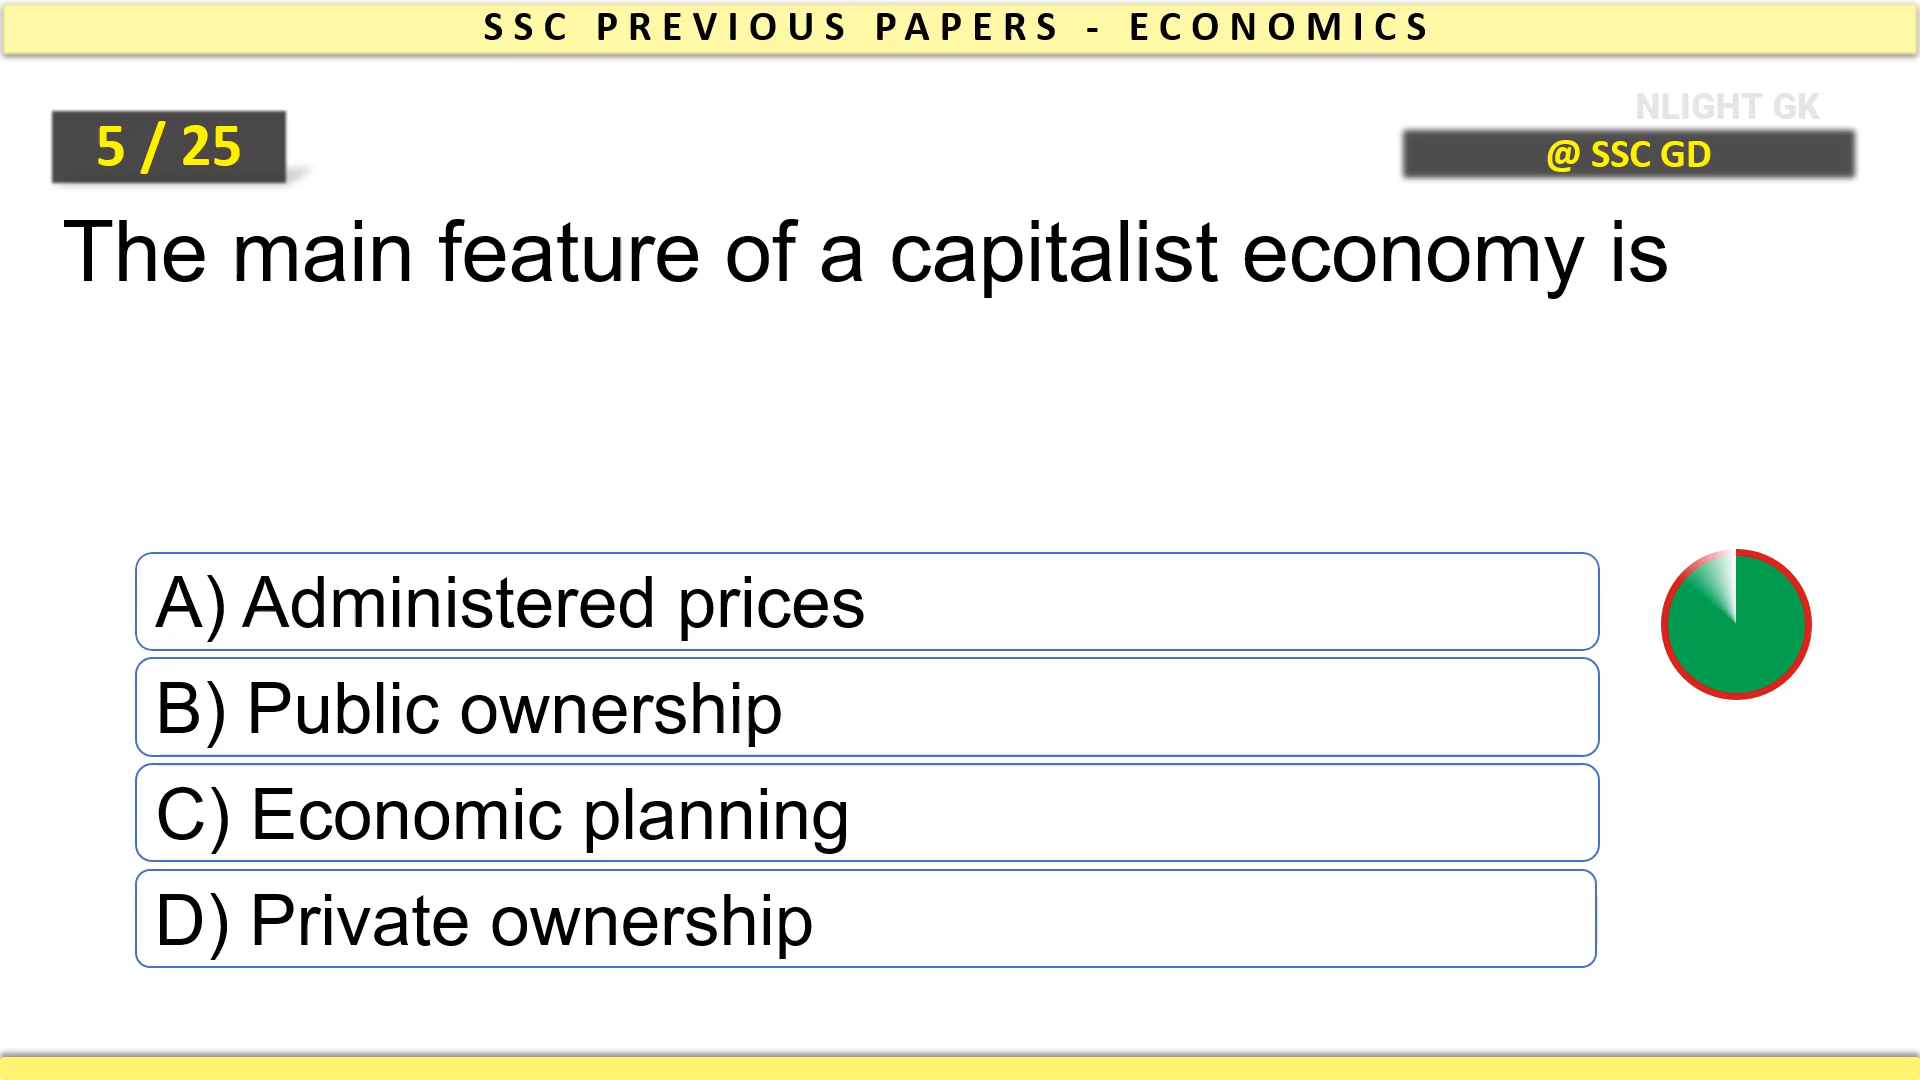 SSC PREVIOUS PAPERS - ECONOMICS
NLIGHT GK
5 / 25
@ SSC GD
The main feature of a capitalist economy is
A) Administered prices
B) Public ownership
C) Economic planning
D) Private ownership